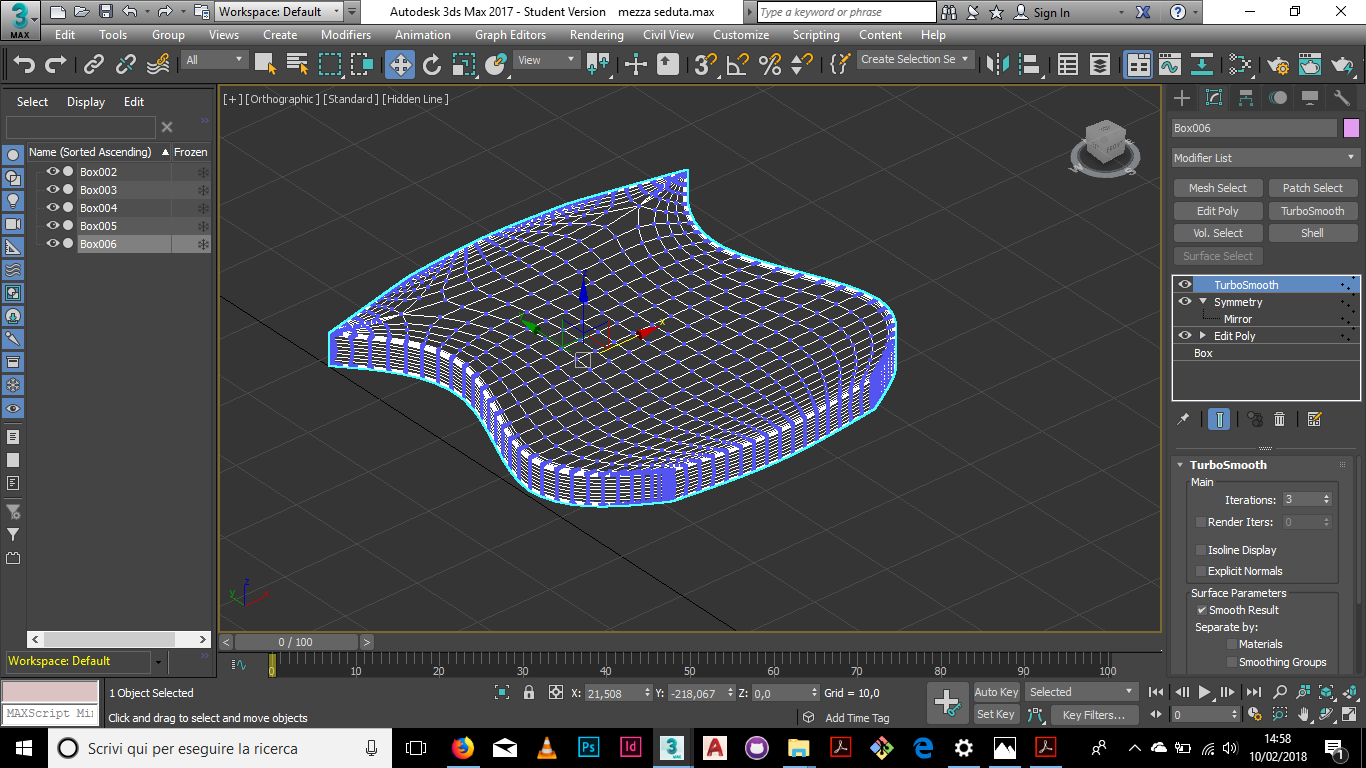 3
MAX
Workspace: Default
Autodesk 3ds Max 2017 - Student Version mezza seduta.max
Type a keyword or phrase
Sign In
Edit Tools Group Views Create Modifiers Animation Graph Editors Rendering Civil View Customize Scripting Content Help
All
View
Create Selection Se
Select Display Edit
Name (Sorted Ascending) Frozen
Box002
Box003
Box004
Box005
Box006
[+] [Orthographic] [Standard] [Hidden Line]
Box006
Modifier List
Mesh Select Patch Select
Edit Poly TurboSmooth
Vol. Select Shell
Surface Select
TurboSmooth
Symmetry
Mirror
Edit Poly
Box
TurboSmooth
Main
Iterations: 3
Render Iters: 0
Isoline Display
Explicit Normals
Surface Parameters
Smooth Result
Separate by:
Materials
Smoothing Groups
z
y
x
0 / 100
Workspace: Default
0 10 20 30 40 50 60 70 80 90 100
1 Object Selected
X: 21,508 Y: -218,067 Z: 0,0 Grid = 10,0
Auto Key Selected
MAXScript Mi
Click and drag to select and move objects
Add Time Tag
Set Key Key Filters...
0
Scrivi qui per eseguire la ricerca
Ps
Id
3
MAX
A
14:58
10/02/2018
1